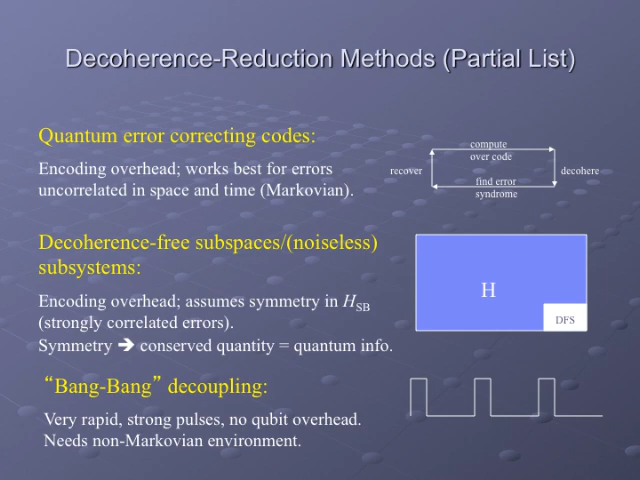 Decoherence-Reduction Methods (Partial List)
Quantum error correcting codes:
Encoding overhead; works best for errors
uncorrelated in space and time (Markovian).
compute
over code
recover
decohere
find error
syndrome
Decoherence-free subspaces/(noiseless)
subsystems:
Encoding overhead; assumes symmetry in HSB
(strongly correlated errors).
Symmetry ➔ conserved quantity = quantum info.
H
DFS
“Bang-Bang” decoupling:
Very rapid, strong pulses, no qubit overhead.
Needs non-Markovian environment.